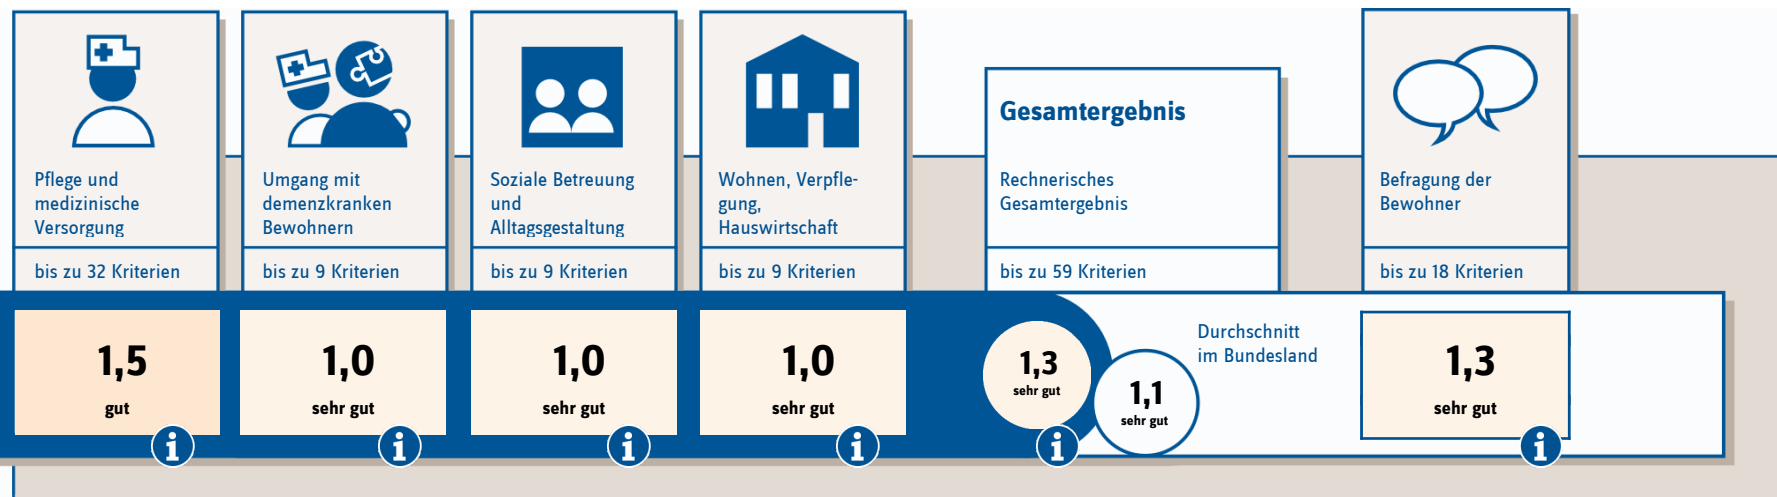 Pflege und
medizinische
Versorgung
bis zu 32 Kriterien
1,5
gut
Umgang mit
demenzkranken
Bewohnern
bis zu 9 Kriterien
1,0
sehr gut
Soziale Betreuung
und
Alltagsgestaltung
bis zu 9 Kriterien
1,0
sehr gut
Wohnen, Verpfle-
gung,
Hauswirtschaft
bis zu 9 Kriterien
1,0
sehr gut
Gesamtergebnis
Rechnerisches
Gesamtergebnis
bis zu 59 Kriterien
1,3
sehr gut
1,1
sehr gut
Durchschnitt
im Bundesland
Befragung der
Bewohner
bis zu 18 Kriterien
1,3
sehr gut